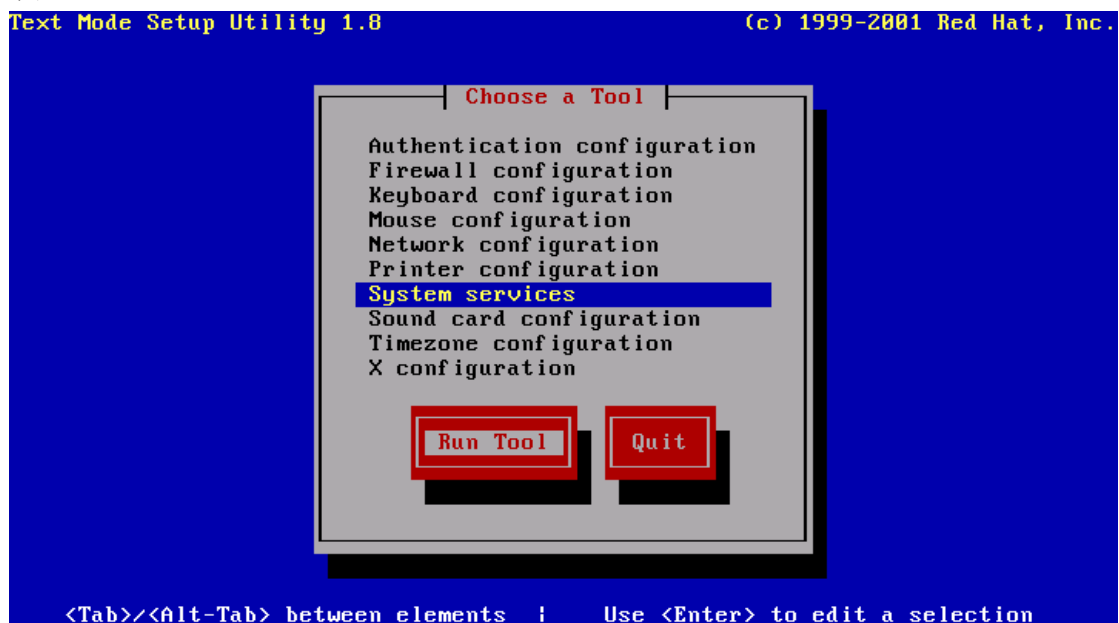 Text Mode Setup Utility 1.8 (c) 1999-2001 Red Hat, Inc.
Choose a Tool
Authentication configuration
Firewall configuration
Keyboard configuration
Mouse configuration
Network configuration
Printer configuration
System services
Sound card configuration
Timezone configuration
X configuration
Run Tool Quit
<Tab>/<Alt-Tab> between elements | Use <Enter> to edit a selection